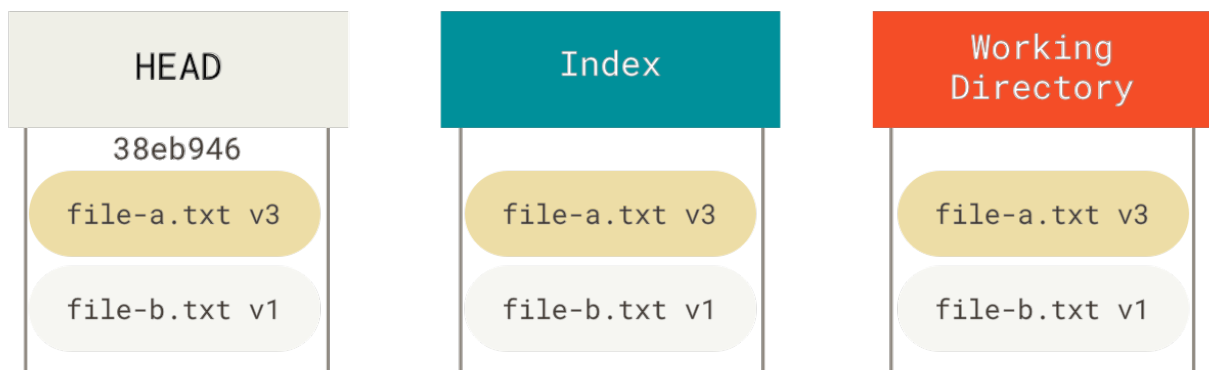 HEAD
Index
Working
Directory
38eb946
file-a.txt v3
file-a.txt v3
file-a.txt v3
file-b.txt v1
file-b.txt v1
file-b.txt v1